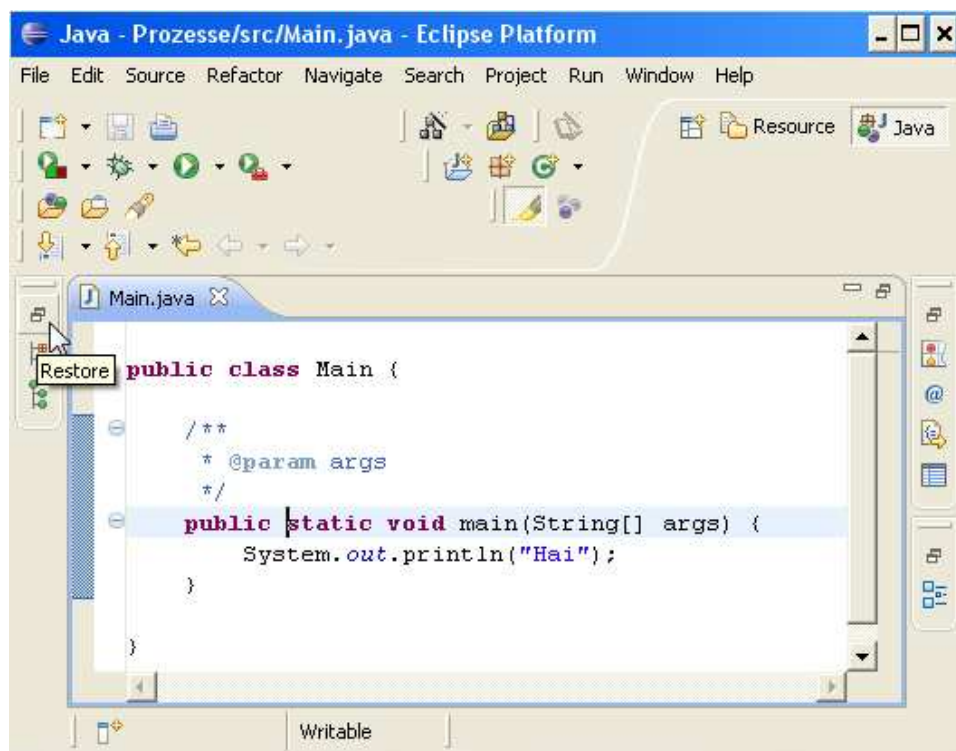 Java - Prozesse/src/Main.java - Eclipse Platform
File Edit Source Refactor Navigate Search Project Run Window Help
Resource Java
Main.java
Restore
public class Main {
/**
* @param args
*/
public static void main(String[] args) {
System.out.println("Hai");
}
}
Writable